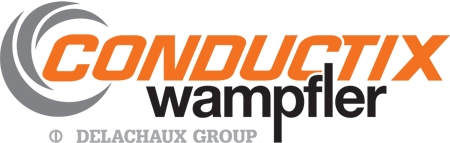 CONDUCTIX
wampfler
DELACHAUX GROUP